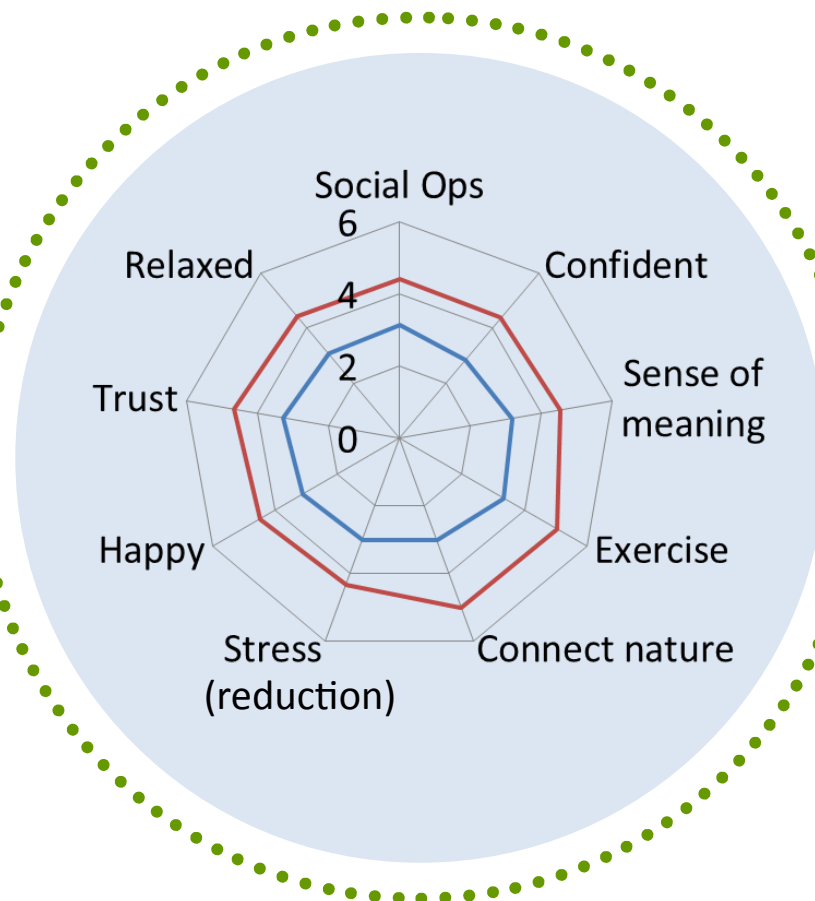 Social Ops
6
Relaxed
Confident
4
Sense of
meaning
2
Trust
0
Happy
Exercise
Stress
(reduction)
Connect nature